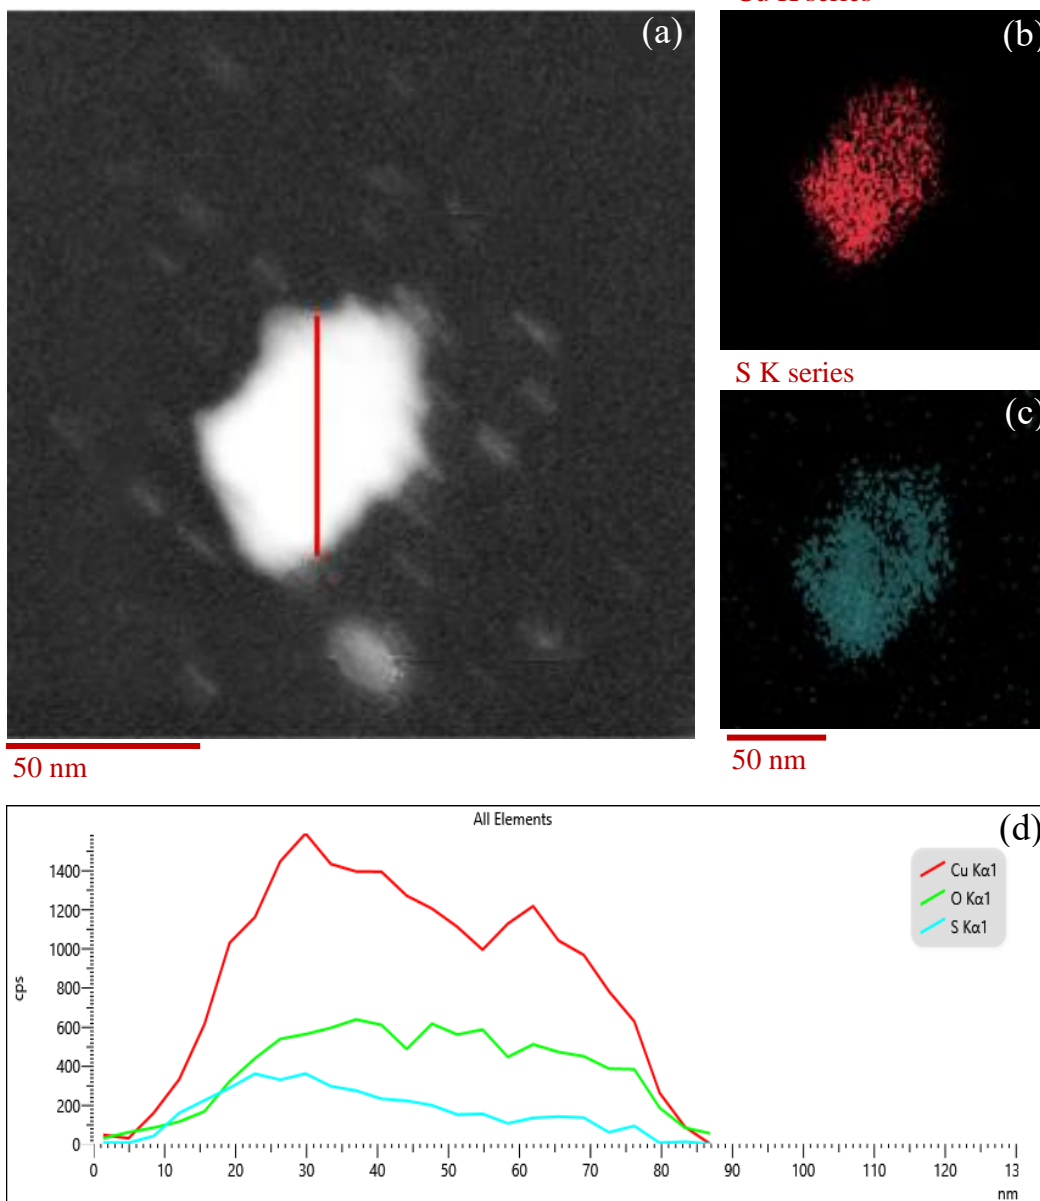 (a)
(b)
S K series
(c)
50 nm
50 nm
All Elements
(d)
Cu Kα1
O Kα1
S Kα1
cps
1400
1200
1000
800
600
400
200
0
0 10 20 30 40 50 60 70 80 90 100 110 120 13
nm